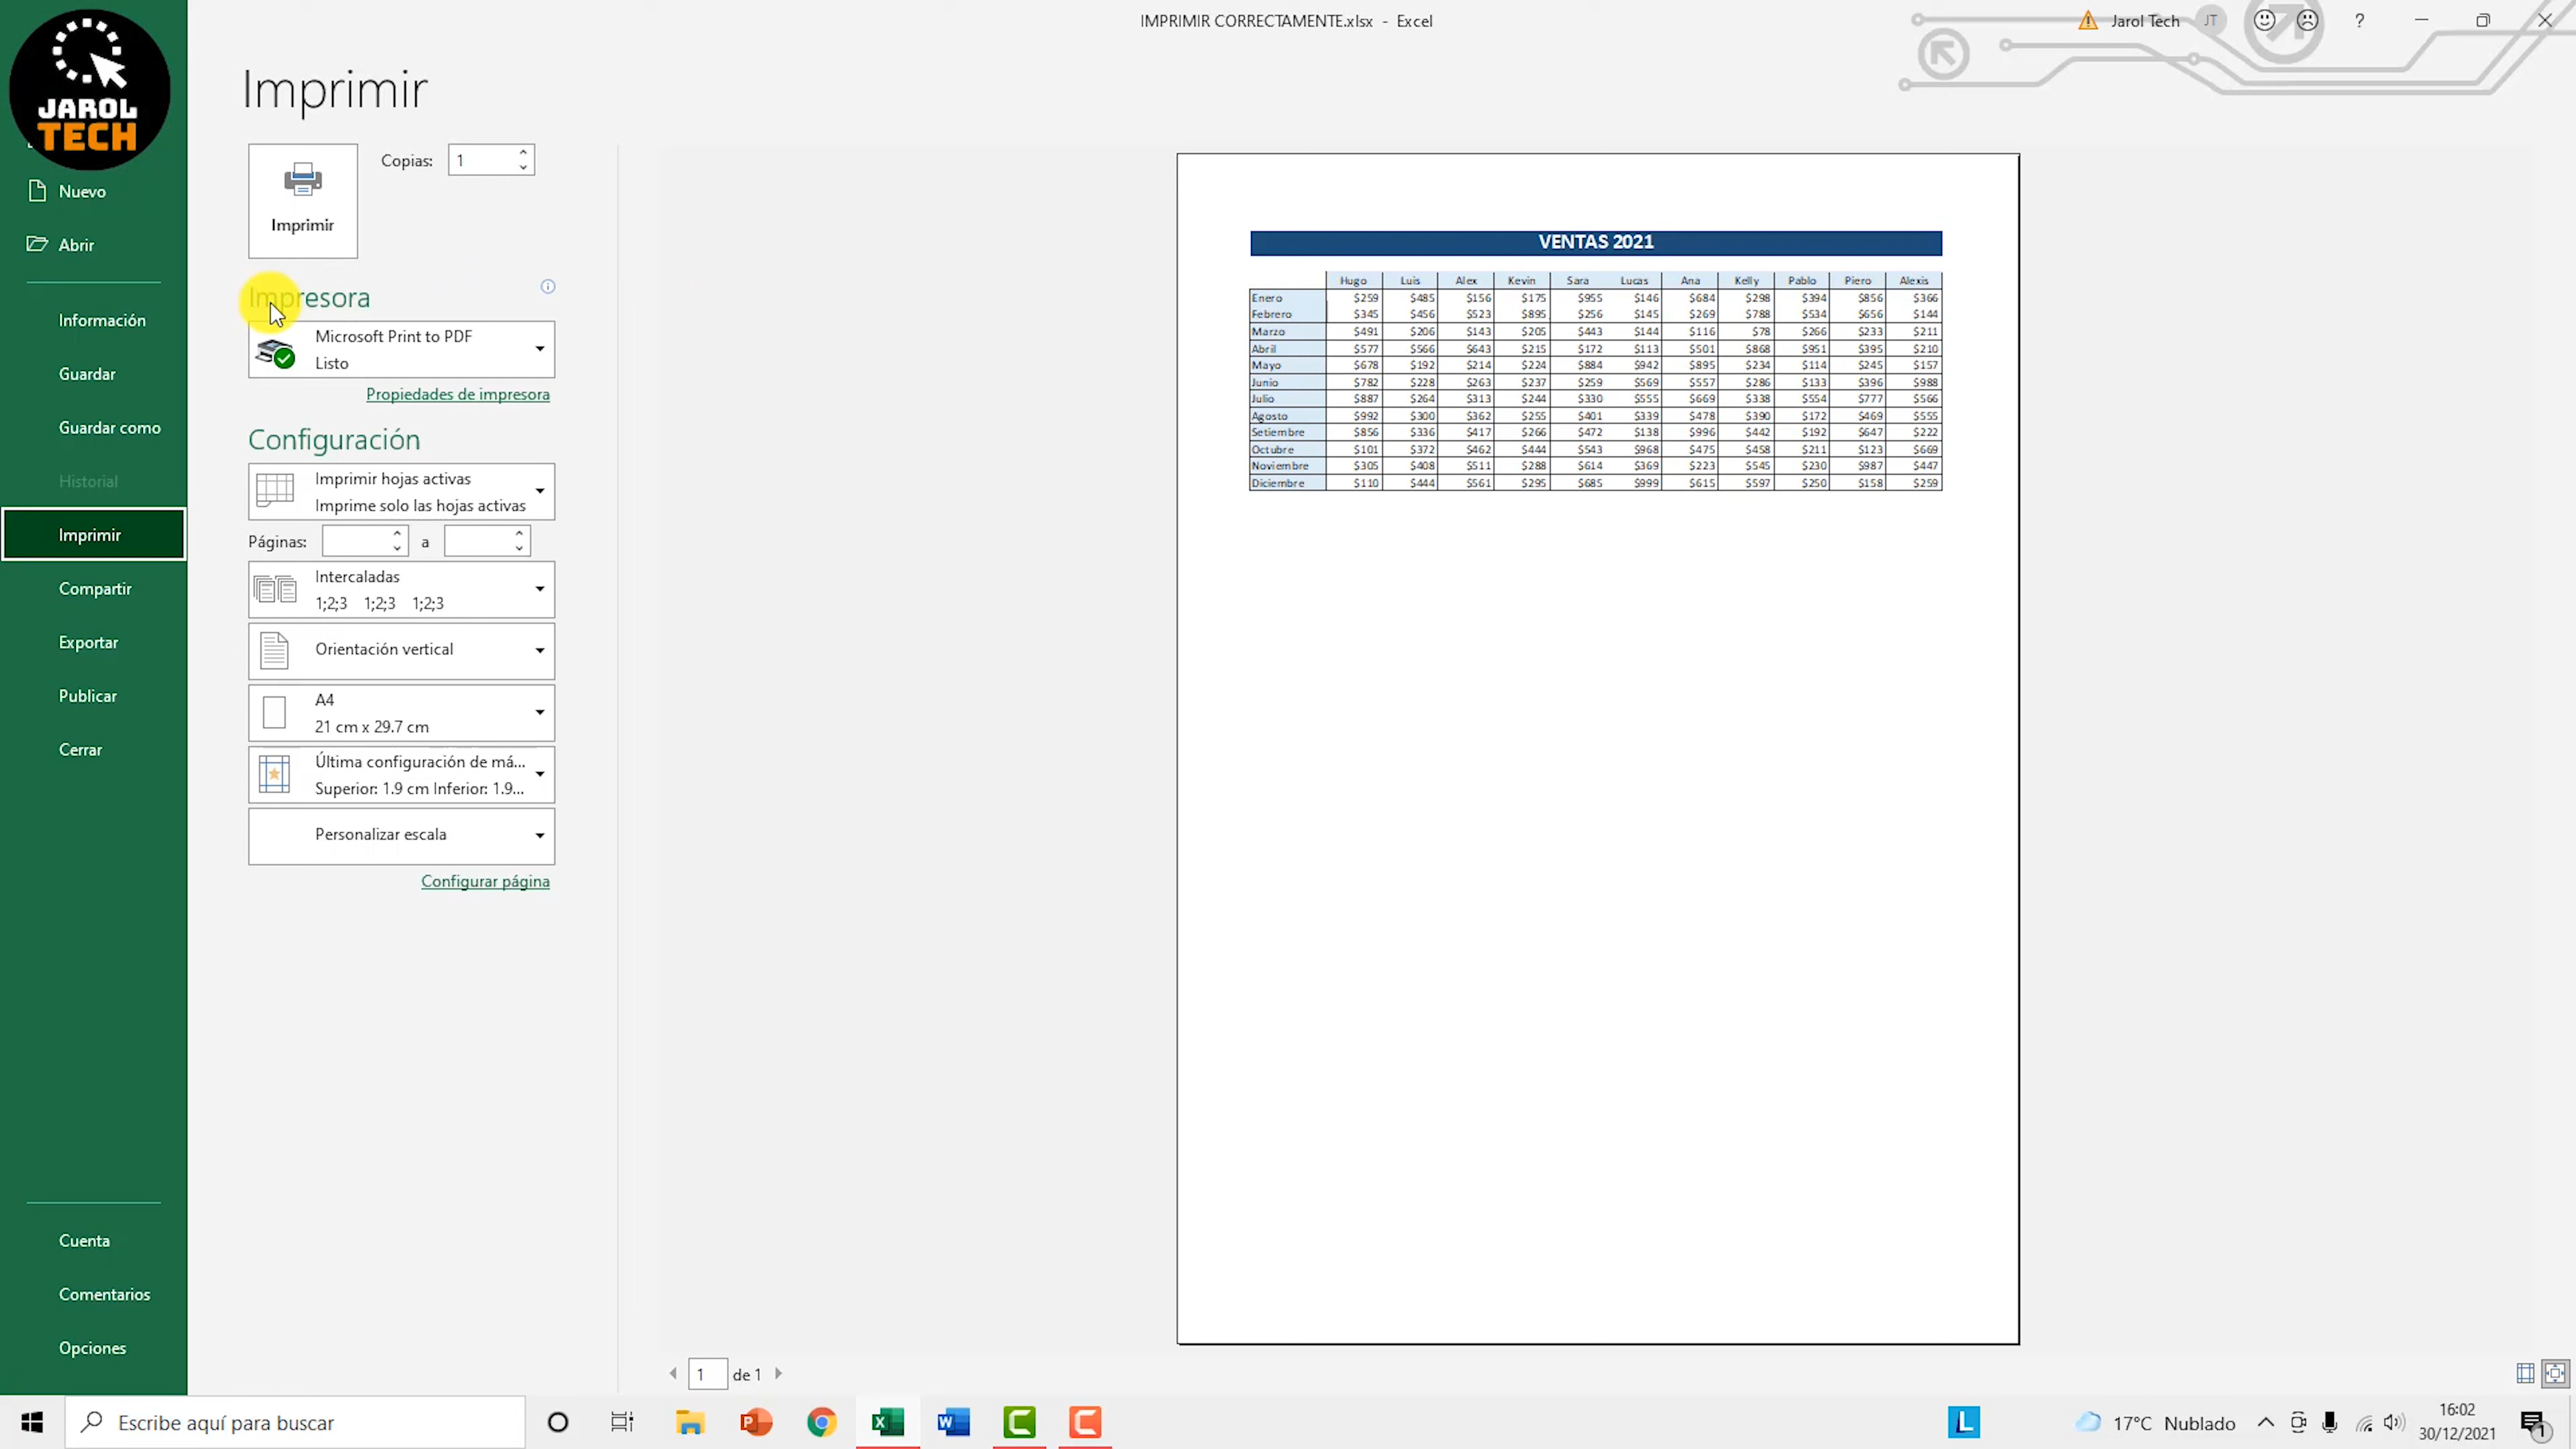 IMPRIMIR CORRECTAMENTE.xlsx - Excel
Jarol Tech
JT
?
JAROL
TECH
Nuevo
Abrir
Información
Guardar
Guardar como
Historial
Imprimir
Compartir
Exportar
Publicar
Cerrar
Cuenta
Comentarios
Opciones
Imprimir
Imprimir
Copias: 1
Impresora
Microsoft Print to PDF
Listo
Propiedades de impresora
Configuración
Imprimir hojas activas
Imprime solo las hojas activas
Páginas: a
Intercaladas
1;2;3 1;2;3 1;2;3
Orientación vertical
A4
21 cm x 29.7 cm
Última configuración de má...
Superior: 1.9 cm Inferior: 1.9...
Personalizar escala
Configurar página
VENTAS 2021
Hugo Luis Alex Kevin Sara Lucas Ana Kelly Pablo Piero Alexis
Enero $259 $485 $156 $175 $955 $146 $684 $298 $394 $856 $366
Febrero $345 $456 $523 $895 $256 $145 $269 $788 $534 $656 $144
Marzo $491 $206 $143 $205 $443 $144 $116 $78 $266 $233 $211
Abril $577 $566 $643 $215 $172 $113 $501 $868 $951 $395 $210
Mayo $678 $192 $214 $224 $884 $942 $895 $234 $114 $245 $157
Junio $782 $228 $263 $237 $259 $569 $557 $286 $133 $396 $988
Julio $887 $264 $313 $244 $330 $555 $669 $338 $554 $777 $566
Agosto $992 $300 $362 $255 $401 $339 $478 $390 $172 $469 $555
Setiembre $856 $336 $417 $266 $472 $138 $996 $442 $192 $647 $222
Octubre $101 $372 $462 $444 $543 $968 $475 $458 $211 $123 $669
Noviembre $305 $408 $511 $288 $614 $369 $223 $545 $230 $987 $447
Diciembre $110 $444 $561 $295 $685 $999 $615 $597 $250 $158 $259
1 de 1
Escribe aquí para buscar
17°C Nublado
16:02
30/12/2021
1